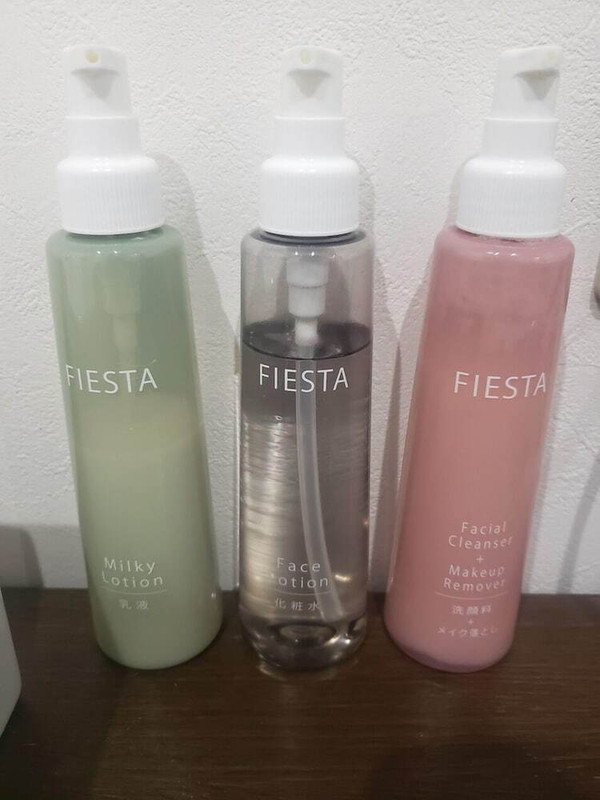 FIESTA
Milky
Lotion
乳液
FIESTA
Face
Lotion
化粧水
FIESTA
Facial
Cleanser
+
Makeup
Remover
洗顔料
+
メイク落とし